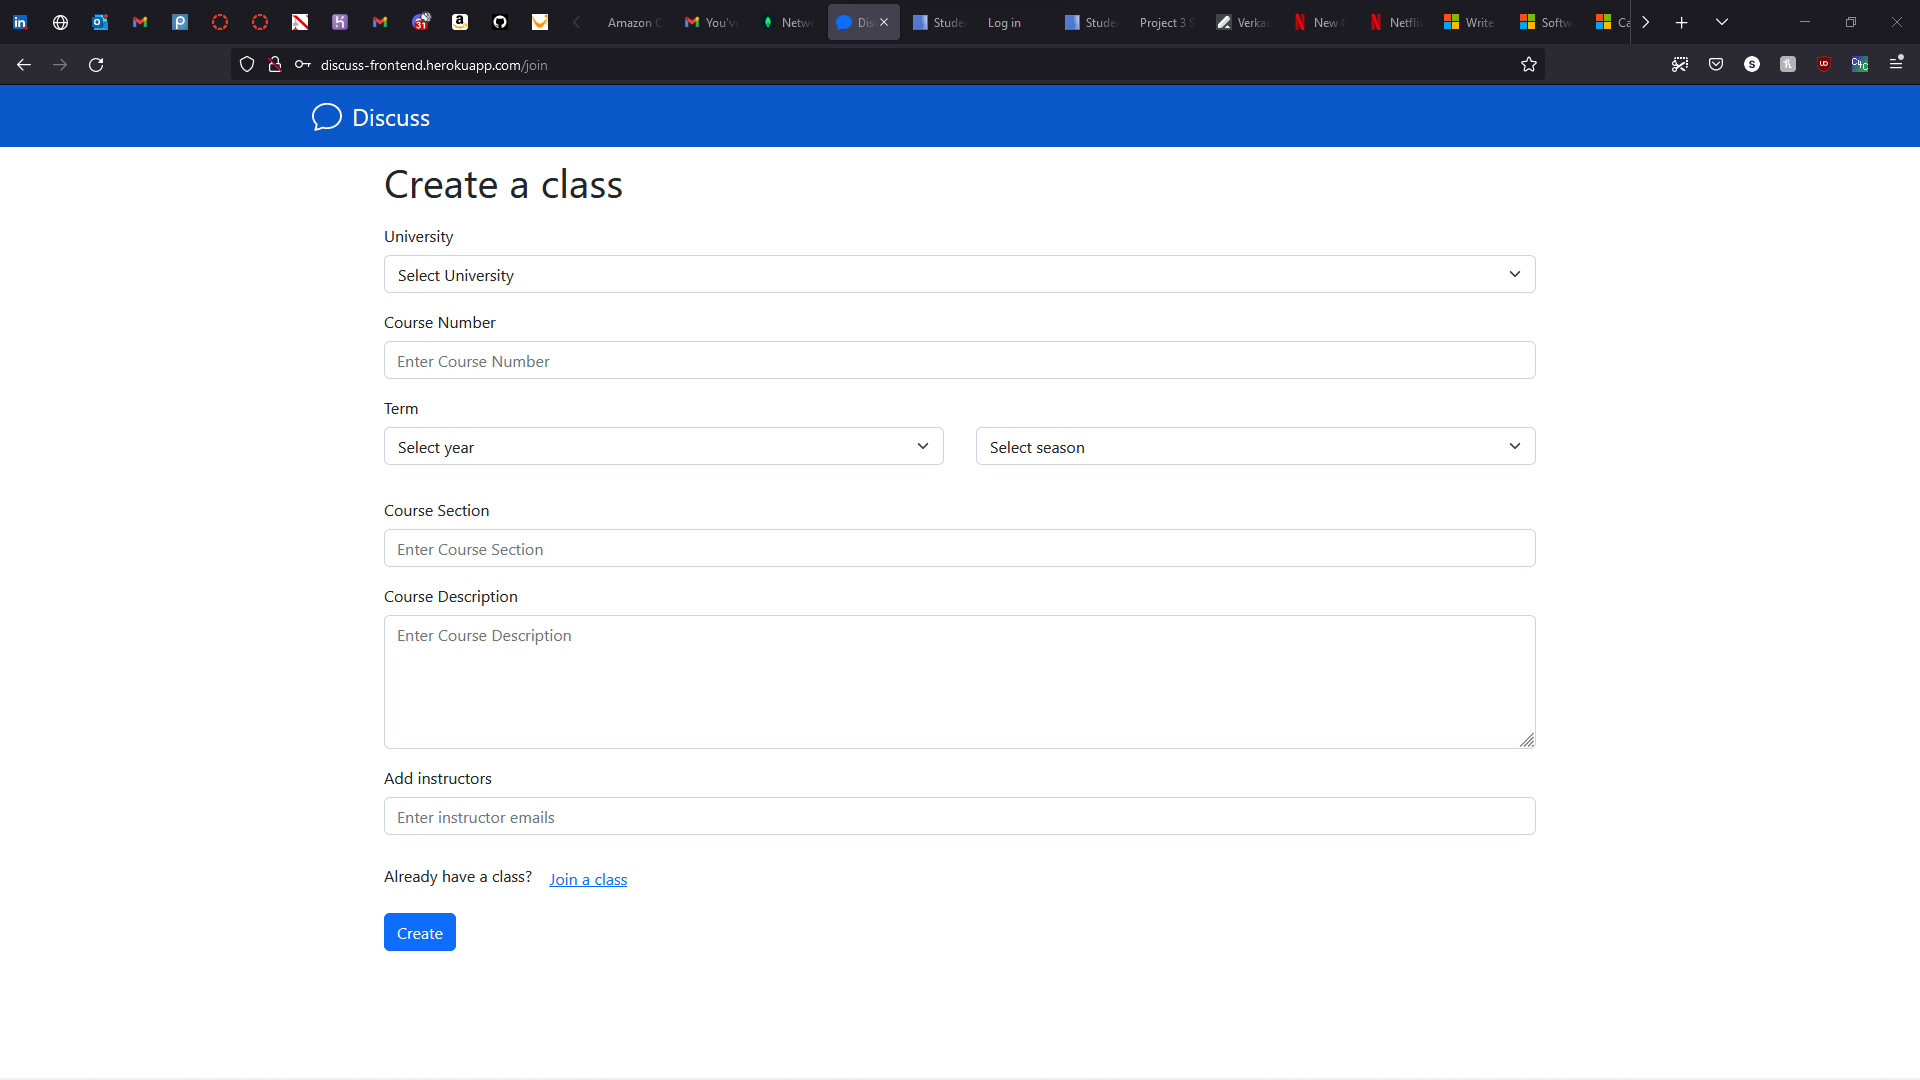 31 Amazon C You'v Netw Dis Stude Log in Stude Project 3 S Verka New Netfli Write Softw Ca
discuss-frontend.herokuapp.com/join
Discuss
Create a class
University
Select University
Course Number
Enter Course Number
Term
Select year Select season
Course Section
Enter Course Section
Course Description
Enter Course Description
Add instructors
Enter instructor emails
Already have a class? Join a class
Create